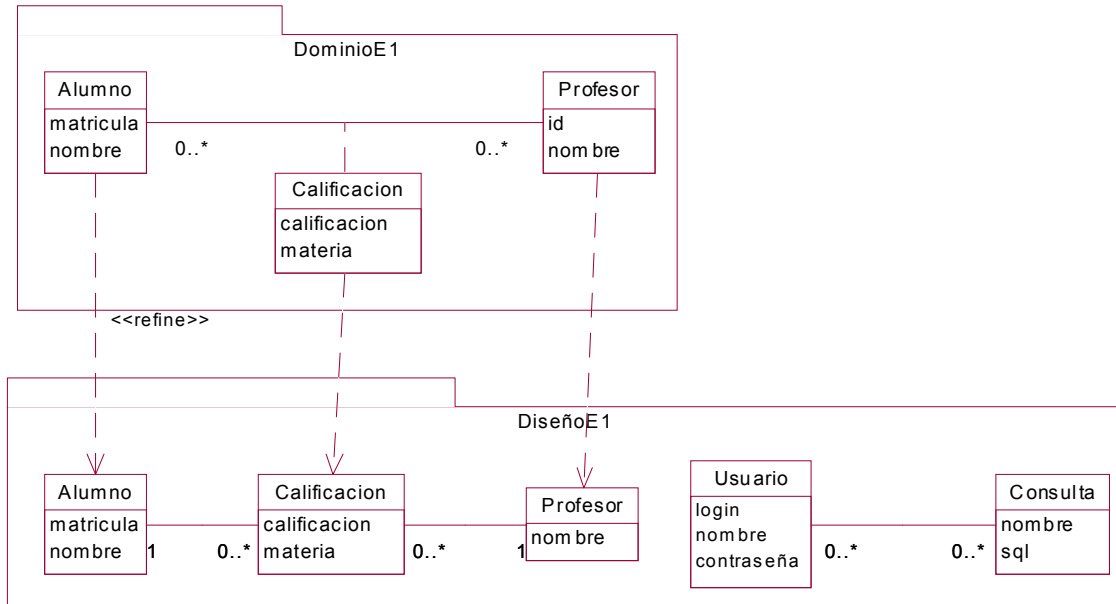 DominioE1
Alumno
matricula
nombre
Profesor
id
nombre
0..*
0..*
Calificacion
calificacion
materia
<<refine>>
DiseñoE1
Alumno
matricula
nombre
1
0..*
Calificacion
calificacion
materia
0..*
1
Profesor
nombre
Usuario
login
nombre
contraseña
0..*
0..*
Consulta
nombre
sql